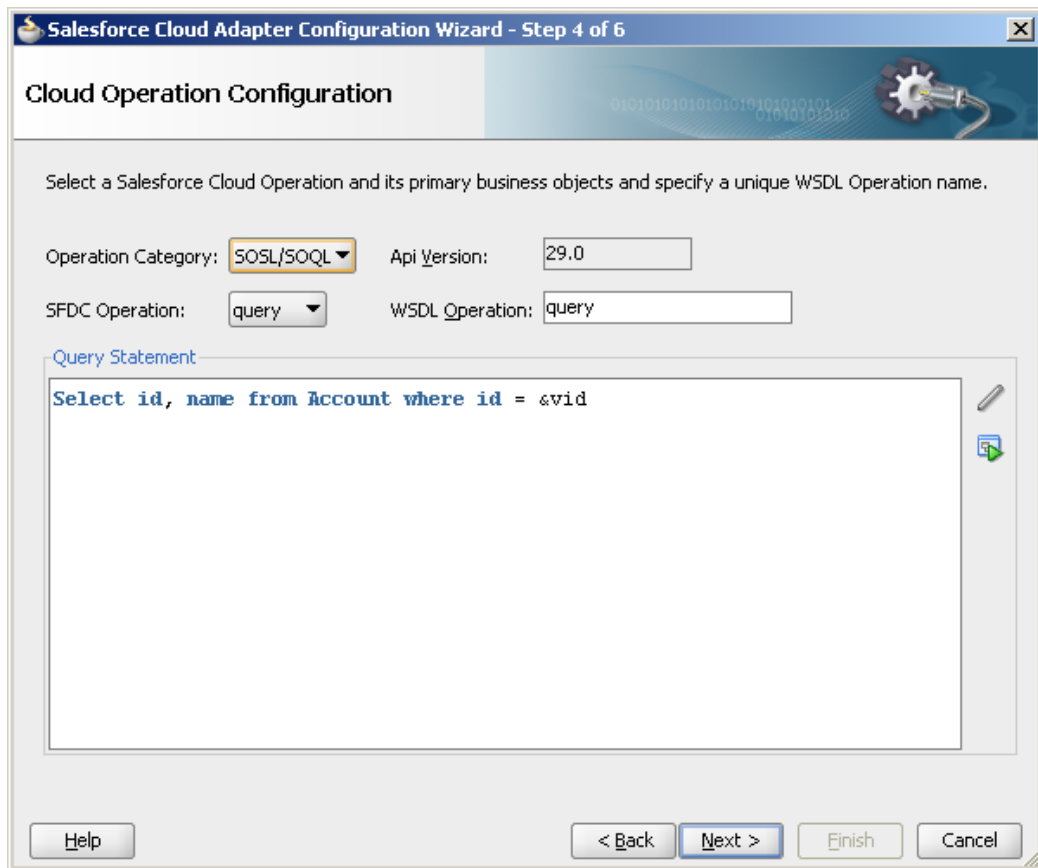 Salesforce Cloud Adapter Configuration Wizard - Step 4 of 6
Cloud Operation Configuration
010101010101010101010101010101
01010101010
Select a Salesforce Cloud Operation and its primary business objects and specify a unique WSDL Operation name.
Operation Category: SOSL/SOQL Api Version: 29.0
SFDC Operation: query WSDL Operation: query
Query Statement
Select id, name from Account where id = &vid
Help < Back Next > Finish Cancel